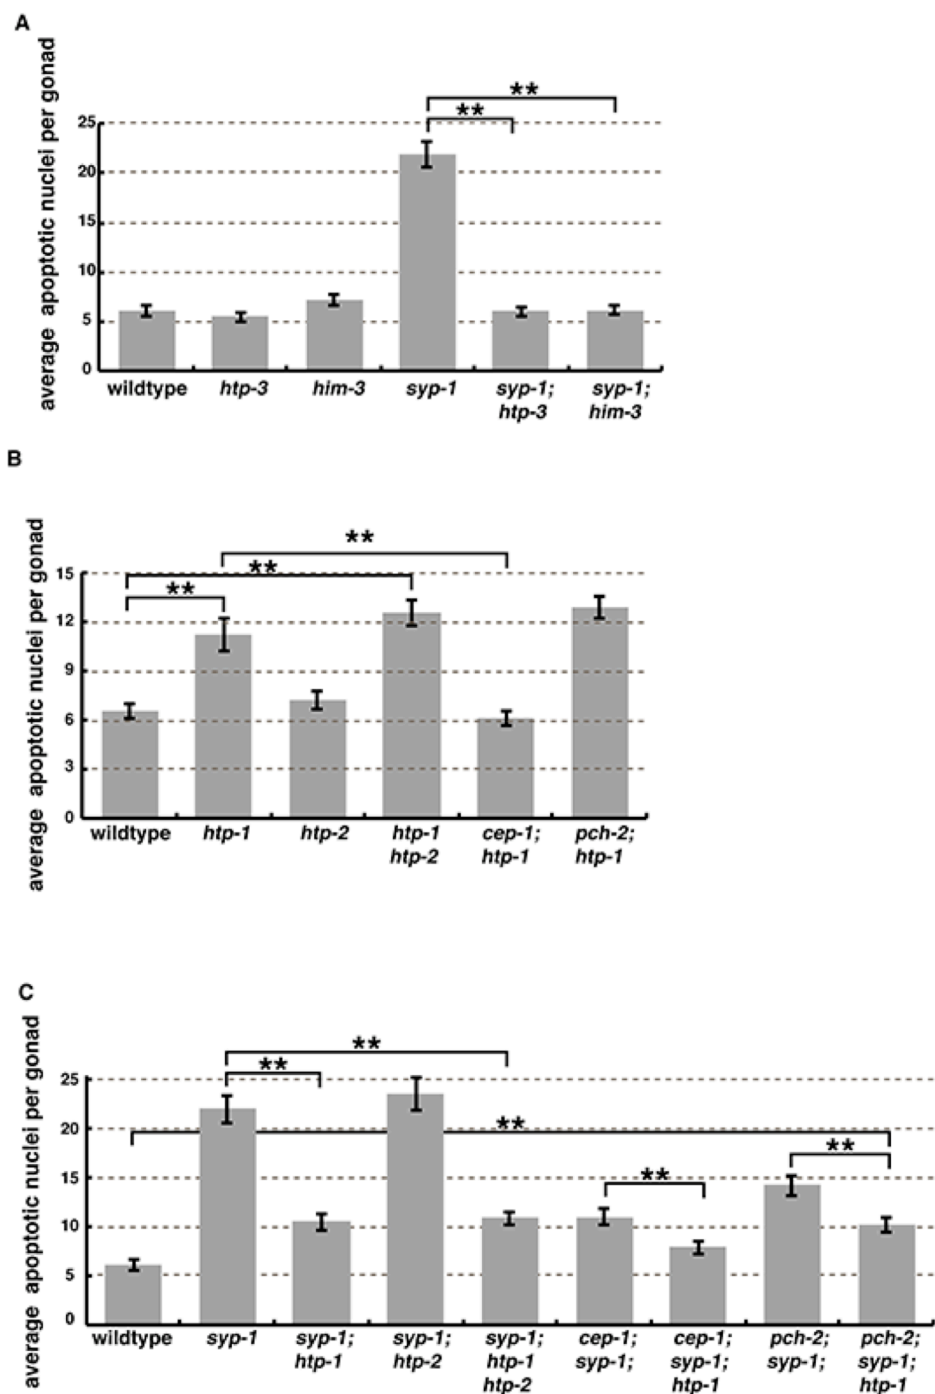 A
average apoptotic nuclei per gonad
**
**
25
20
15
10
5
0
wildtype htp-3 him-3 syp-1 syp-1; syp-1;
htp-3 him-3
B
average apoptotic nuclei per gonad
**
**
**
15
12
9
6
3
0
wildtype htp-1 htp-2 htp-1 cep-1; pch-2;
htp-2 htp-1 htp-1
C
average apoptotic nuclei per gonad
**
**
25
**
20
**
**
15
10
5
0
wildtype syp-1 syp-1; syp-1; syp-1; cep-1; cep-1; pch-2; pch-2;
htp-1 htp-2 htp-1 syp-1; syp-1; syp-1; syp-1;
htp-2 htp-1 htp-1